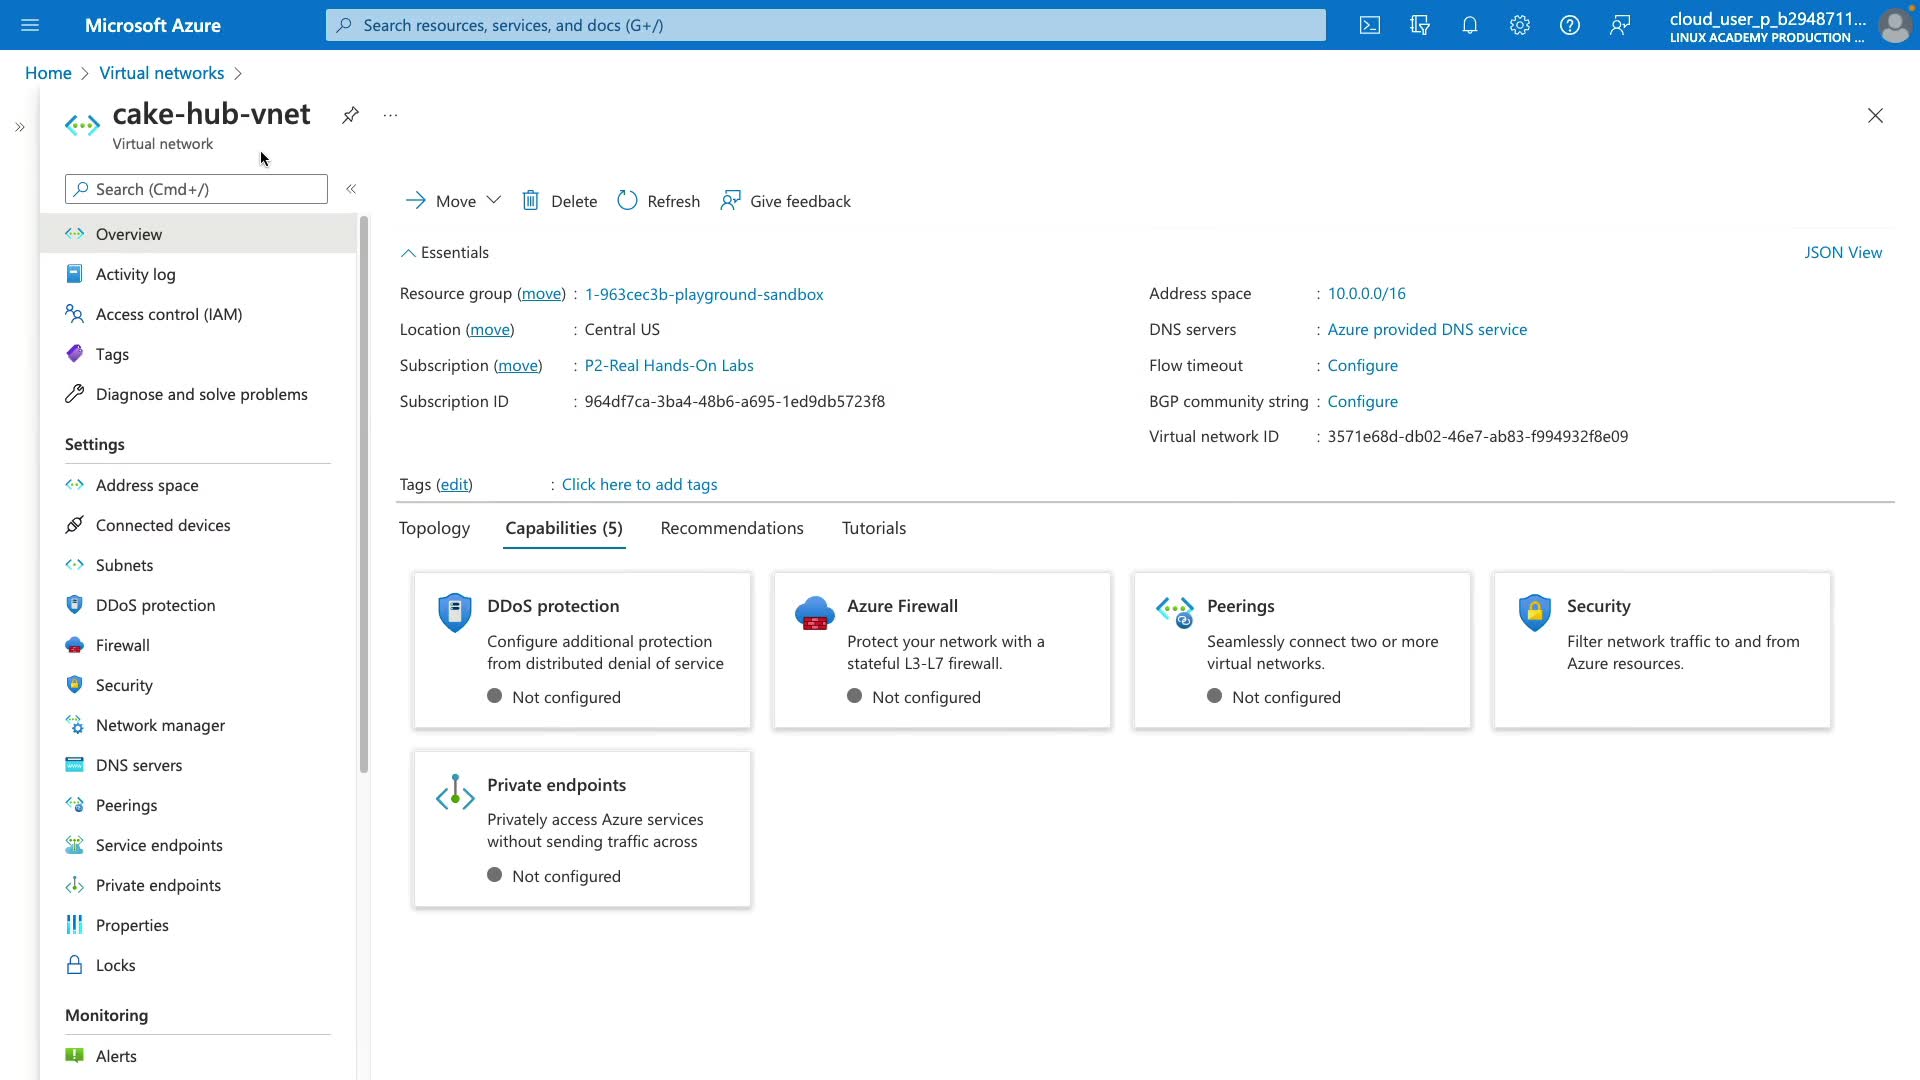 Microsoft Azure
Search resources, services, and docs (G+/)
cloud_user_p_b2948711...
LINUX ACADEMY PRODUCTION ...
Home
Virtual networks
cake-hub-vnet
...
Virtual network
Search (Cmd+/)
Overview
Activity log
Access control (IAM)
Tags
Diagnose and solve problems
Settings
Address space
Connected devices
Subnets
DDoS protection
Firewall
Security
Network manager
DNS servers
Peerings
Service endpoints
Private endpoints
Properties
Locks
Monitoring
Alerts
Move
Delete
Refresh
Give feedback
Essentials
JSON View
Resource group (move) : 1-963cec3b-playground-sandbox
Location (move) : Central US
Subscription (move) : P2-Real Hands-On Labs
Subscription ID : 964df7ca-3ba4-48b6-a695-1ed9db5723f8
Address space : 10.0.0.0/16
DNS servers : Azure provided DNS service
Flow timeout : Configure
BGP community string : Configure
Virtual network ID : 3571e68d-db02-46e7-ab83-f994932f8e09
Tags (edit) : Click here to add tags
Topology
Capabilities (5)
Recommendations
Tutorials
DDoS protection
Configure additional protection
from distributed denial of service
Not configured
Azure Firewall
Protect your network with a
stateful L3-L7 firewall.
Not configured
Peerings
Seamlessly connect two or more
virtual networks.
Not configured
Security
Filter network traffic to and from
Azure resources.
Private endpoints
Privately access Azure services
without sending traffic across
Not configured